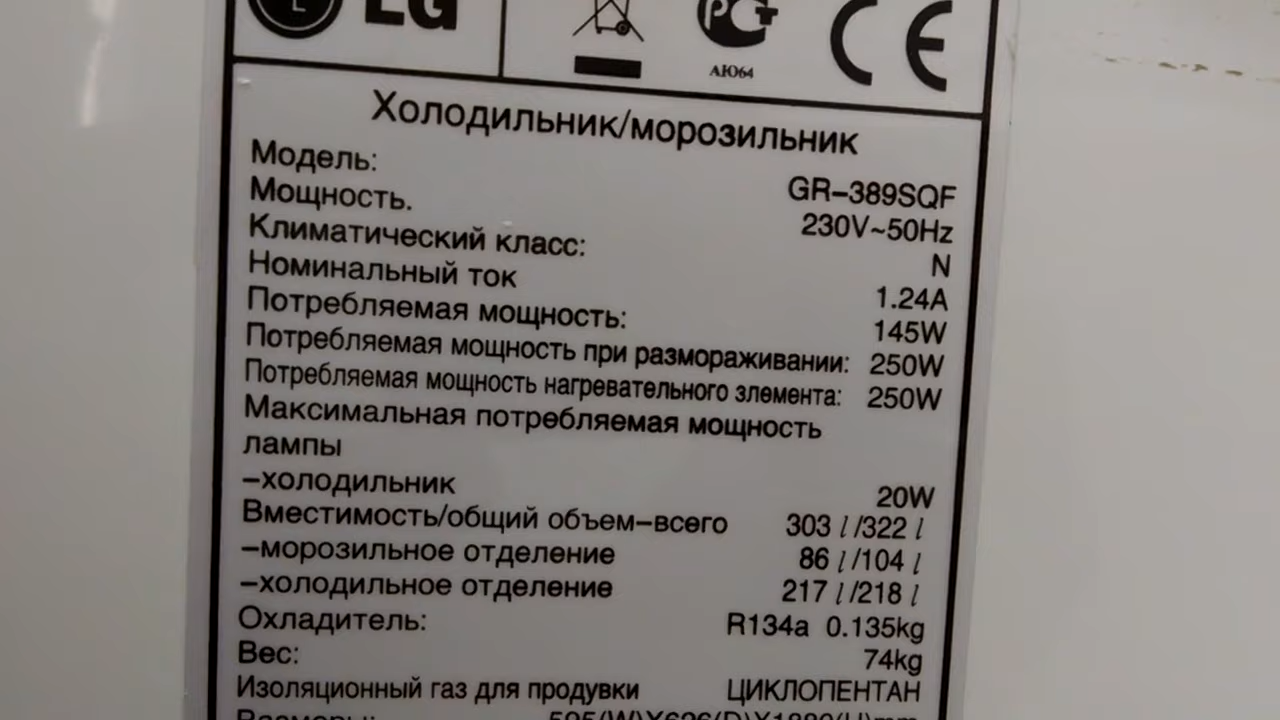 LG
АЮ64
Холодильник/морозильник
Модель: GR-389SQF
Мощность. 230V~50Hz
Климатический класс: N
Номинальный ток 1.24A
Потребляемая мощность: 145W
Потребляемая мощность при размораживании: 250W
Потребляемая мощность нагревательного злемента: 250W
Максимальная потребляемая мощность
лампы
-холодильник 20W
Вместимость/общий объем-всего 303 l/322 l
-морозильное отделение 86 l/104 l
-холодильное отделение 217 l/218 l
Охладитель: R134a 0.135kg
Вес: 74kg
Изоляционный газ для продувки ЦИКЛОПЕНТАН
Размеры: